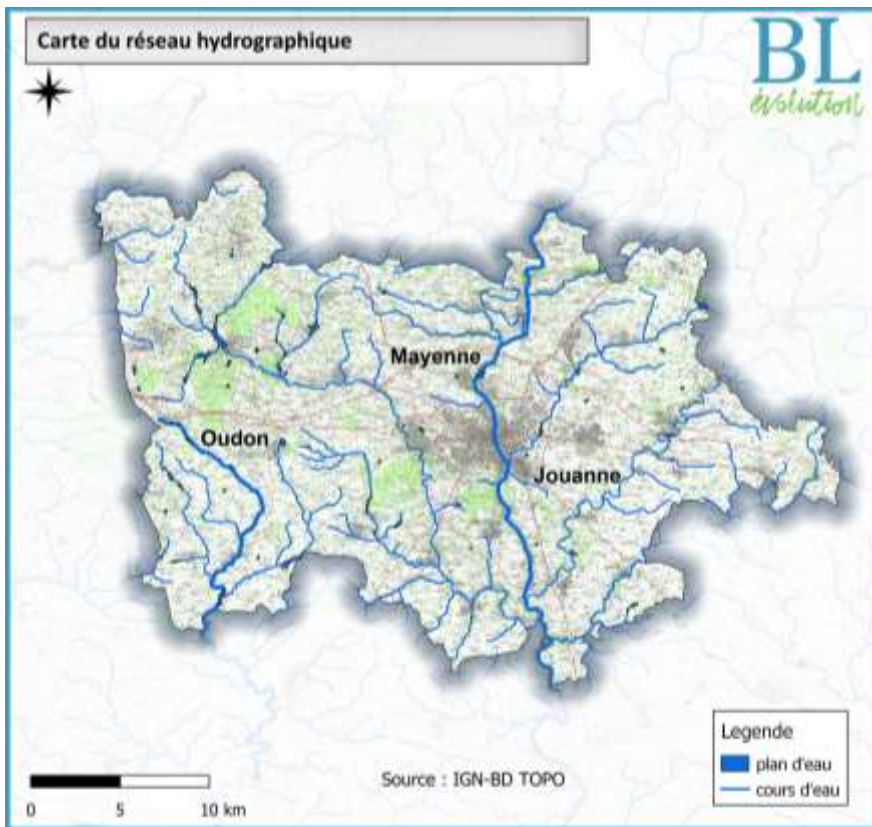 Carte du réseau hydrographique
BL
évolution
Mayenne
Oudon
Jouanne
Legende
plan d'eau
cours d'eau
Source : IGN-BD TOPO
0 5 10 km